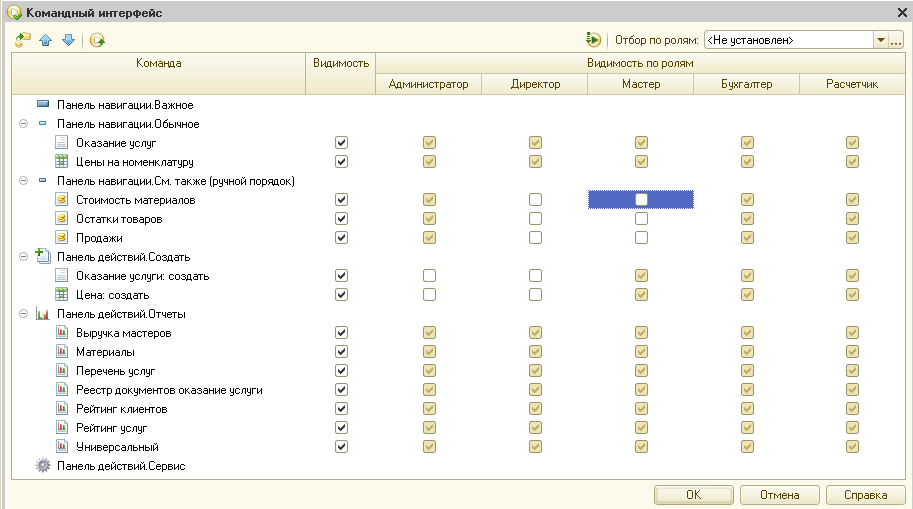 Командный интерфейс
Отбор по ролям: <Не установлен>
Команда Видимость Видимость по ролям
Администратор Директор Мастер Бухгалтер Расчетчик
Панель навигации.Важное
Панель навигации.Обычное
Оказание услуг
Цены на номенклатуру
Панель навигации.См. также (ручной порядок)
Стоимость материалов
Остатки товаров
Продажи
Панель действий.Создать
Оказание услуги: создать
Цена: создать
Панель действий.Отчеты
Выручка мастеров
Материалы
Перечень услуг
Реестр документов оказание услуги
Рейтинг клиентов
Рейтинг услуг
Универсальный
Панель действий.Сервис
OK Отмена Справка